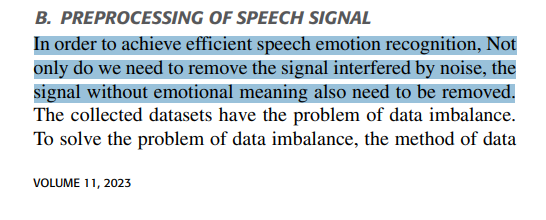 B. PREPROCESSING OF SPEECH SIGNAL
In order to achieve efficient speech emotion recognition, Not
only do we need to remove the signal interfered by noise, the
signal without emotional meaning also need to be removed.
The collected datasets have the problem of data imbalance.
To solve the problem of data imbalance, the method of data
VOLUME 11, 2023